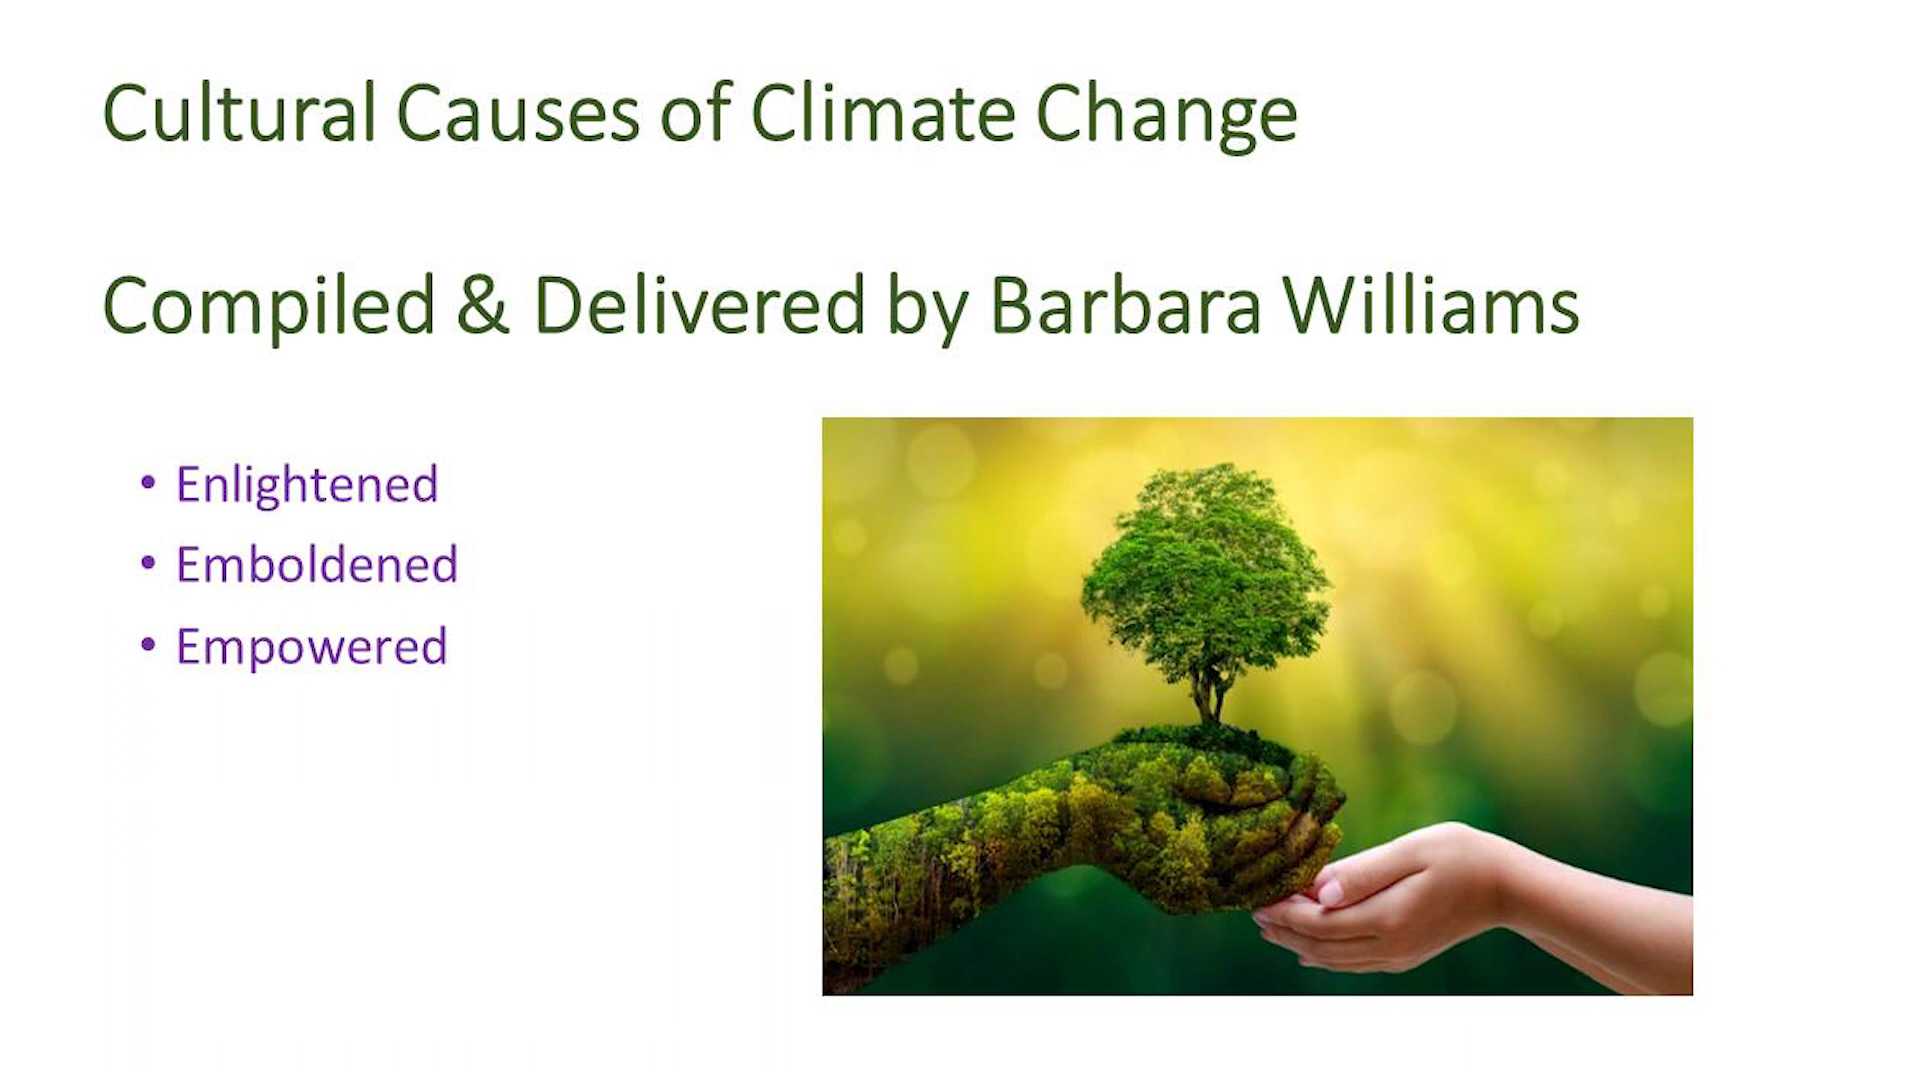 Cultural Causes of Climate Change
Compiled & Delivered by Barbara Williams
• Enlightened
• Emboldened
• Empowered